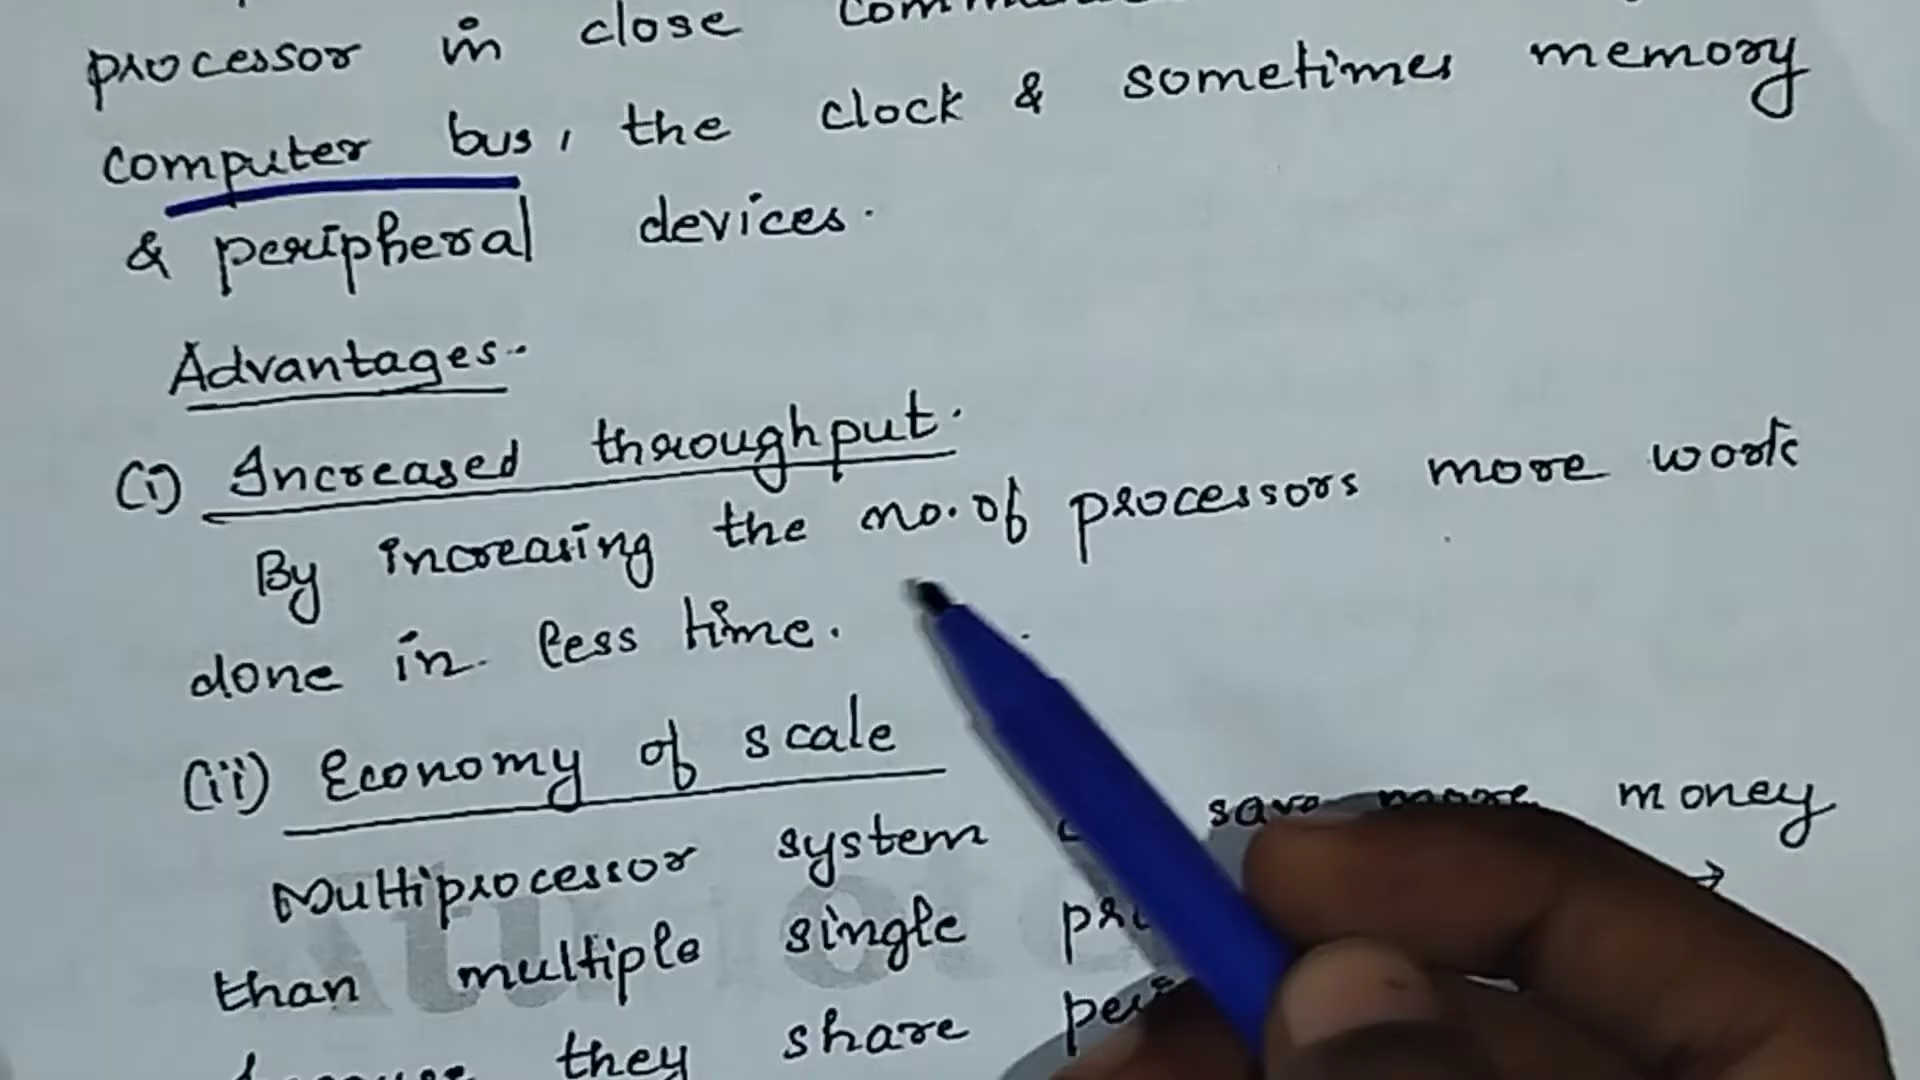 processor in close
computer bus, the clock & sometimes memory
& peripheral devices.
Advantages.
(i) Increased throughput.
By increasing the no. of processors more work
done in less time.
(ii) Economy of scale
Multiprocessor system save more money
than multiple single
they share